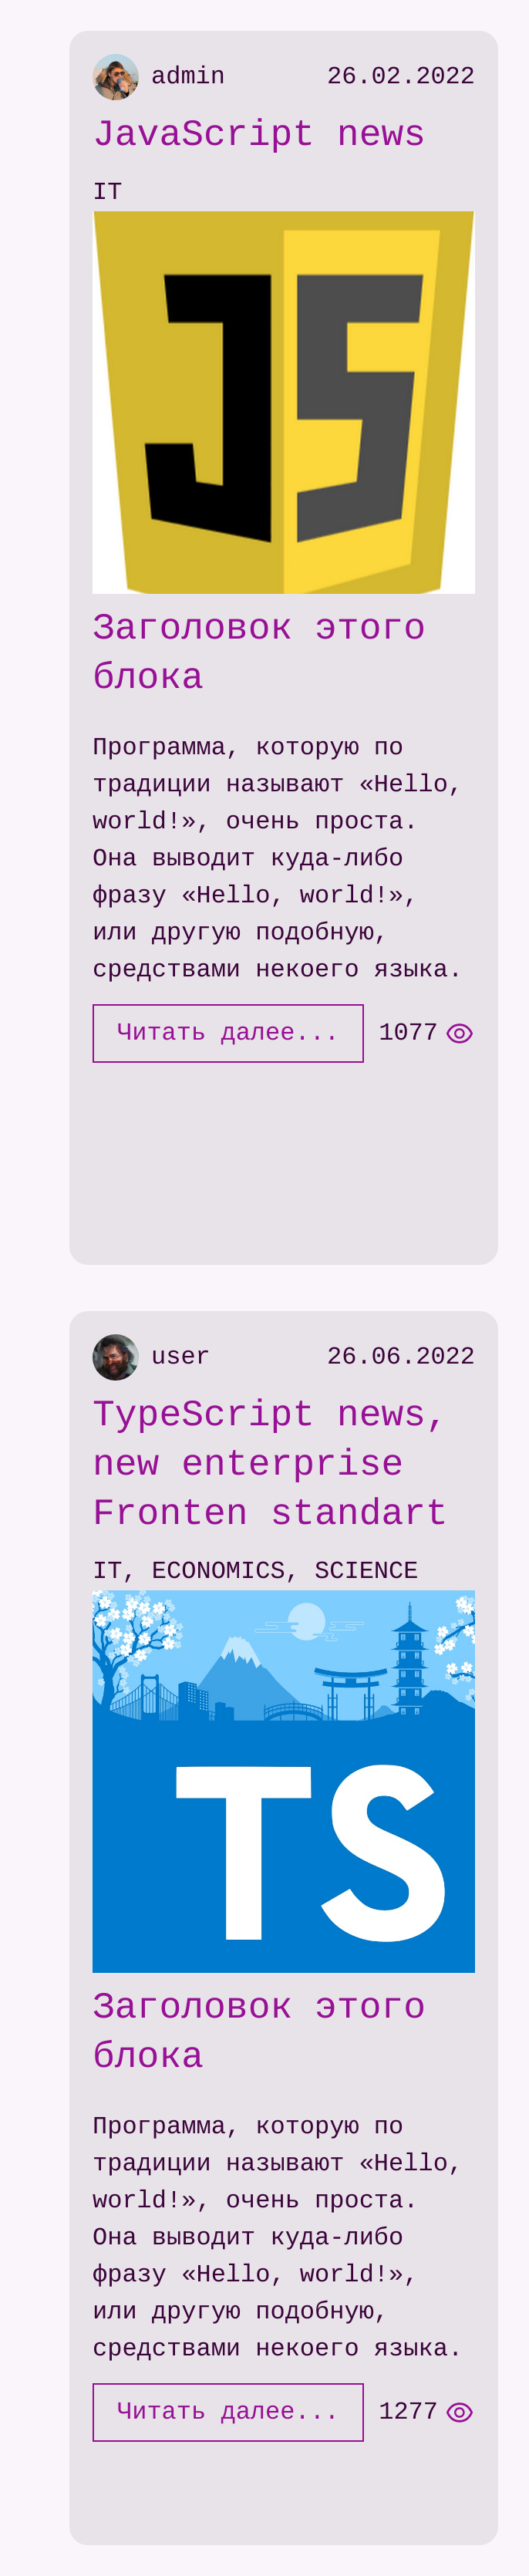 admin 26.02.2022
JavaScript news
IT
JS
Заголовок этого
блока
Программа, которую по
традиции называют «Hello,
world!», очень проста.
Она выводит куда-либо
фразу «Hello, world!»,
или другую подобную,
средствами некоего языка.
Читать далее... 1077
user 26.06.2022
TypeScript news,
new enterprise
Fronten standart
IT, ECONOMICS, SCIENCE
TS
Заголовок этого
блока
Программа, которую по
традиции называют «Hello,
world!», очень проста.
Она выводит куда-либо
фразу «Hello, world!»,
или другую подобную,
средствами некоего языка.
Читать далее... 1277